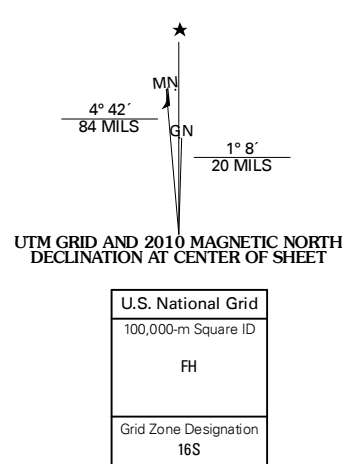 MN
4° 42´
84 MILS
GN
1° 8´
20 MILS
UTM GRID AND 2010 MAGNETIC NORTH
DECLINATION AT CENTER OF SHEET
U.S. National Grid
100,000-m Square ID
FH
Grid Zone Designation
16S